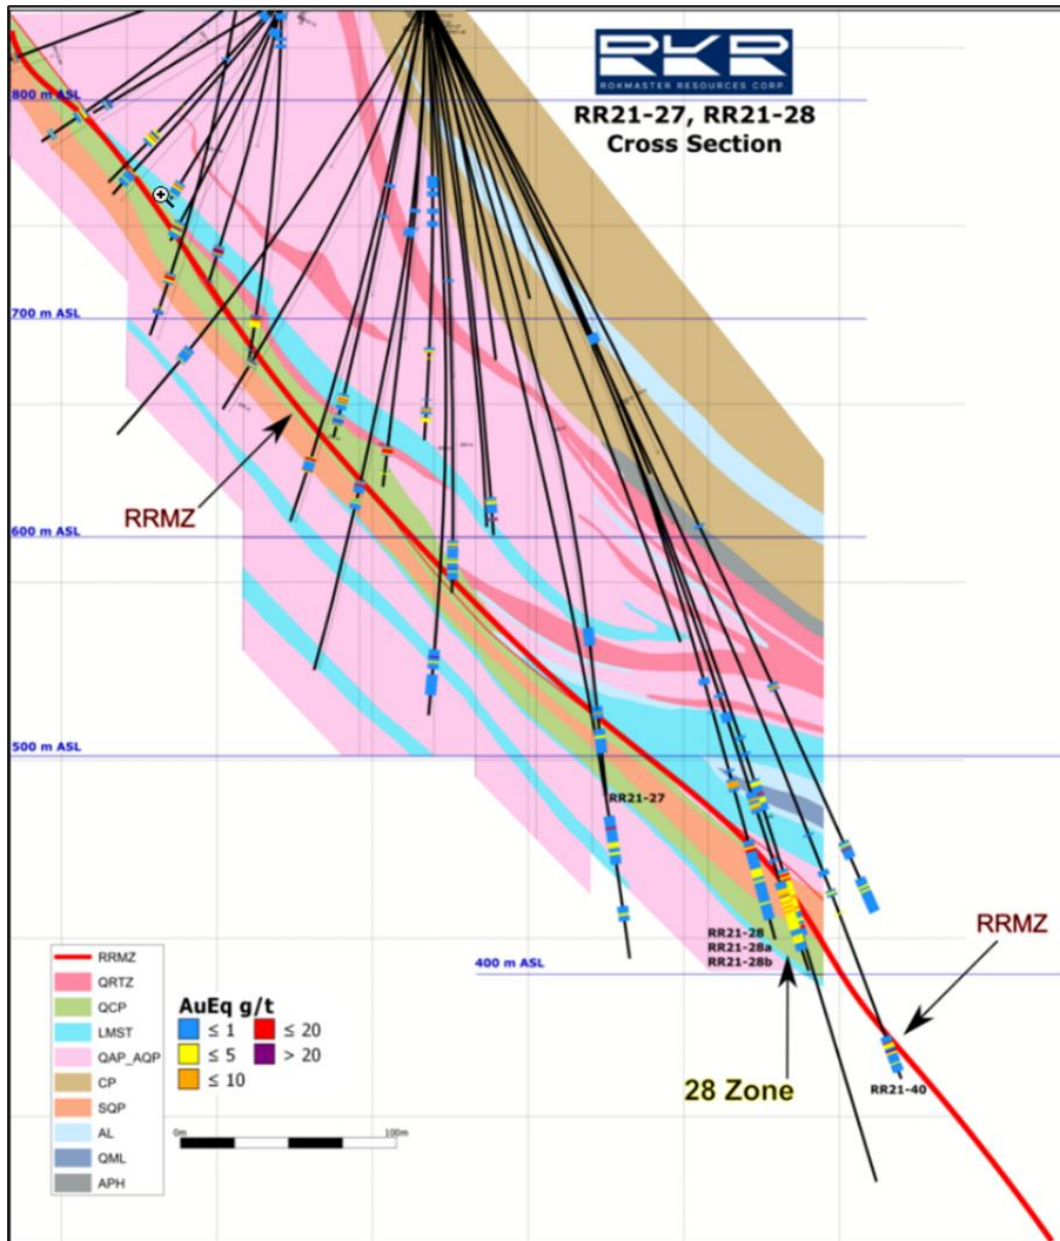 RKR
ROKMASTER RESOURCES CORP.
RR21-27, RR21-28
Cross Section
800 m ASL
700 m ASL
RRMZ
600 m ASL
500 m ASL
RR21-27
RR21-28
RR21-28a
RR21-28b
RRMZ
400 m ASL
28 Zone
RR21-40
RRMZ
QRTZ
QCP
LMST
QAP_AQP
CP
SQP
AL
QML
APH
AuEq g/t
≤ 1
≤ 20
≤ 5
> 20
≤ 10
0m
100m